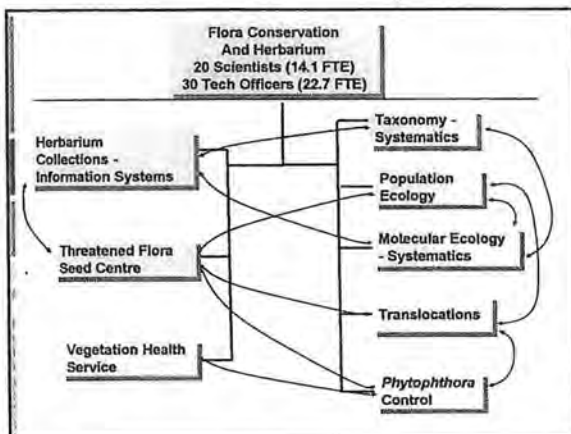 Flora Conservation
And Herbarium
20 Scientists (14.1 FTE)
30 Tech Officers (22.7 FTE)
Herbarium
Collections -
Information Systems
Threatened Flora
Seed Centre
Vegetation Health
Service
Taxonomy -
Systematics
Population
Ecology
Molecular Ecology
- Systematics
Translocations
Phytophthora
Control